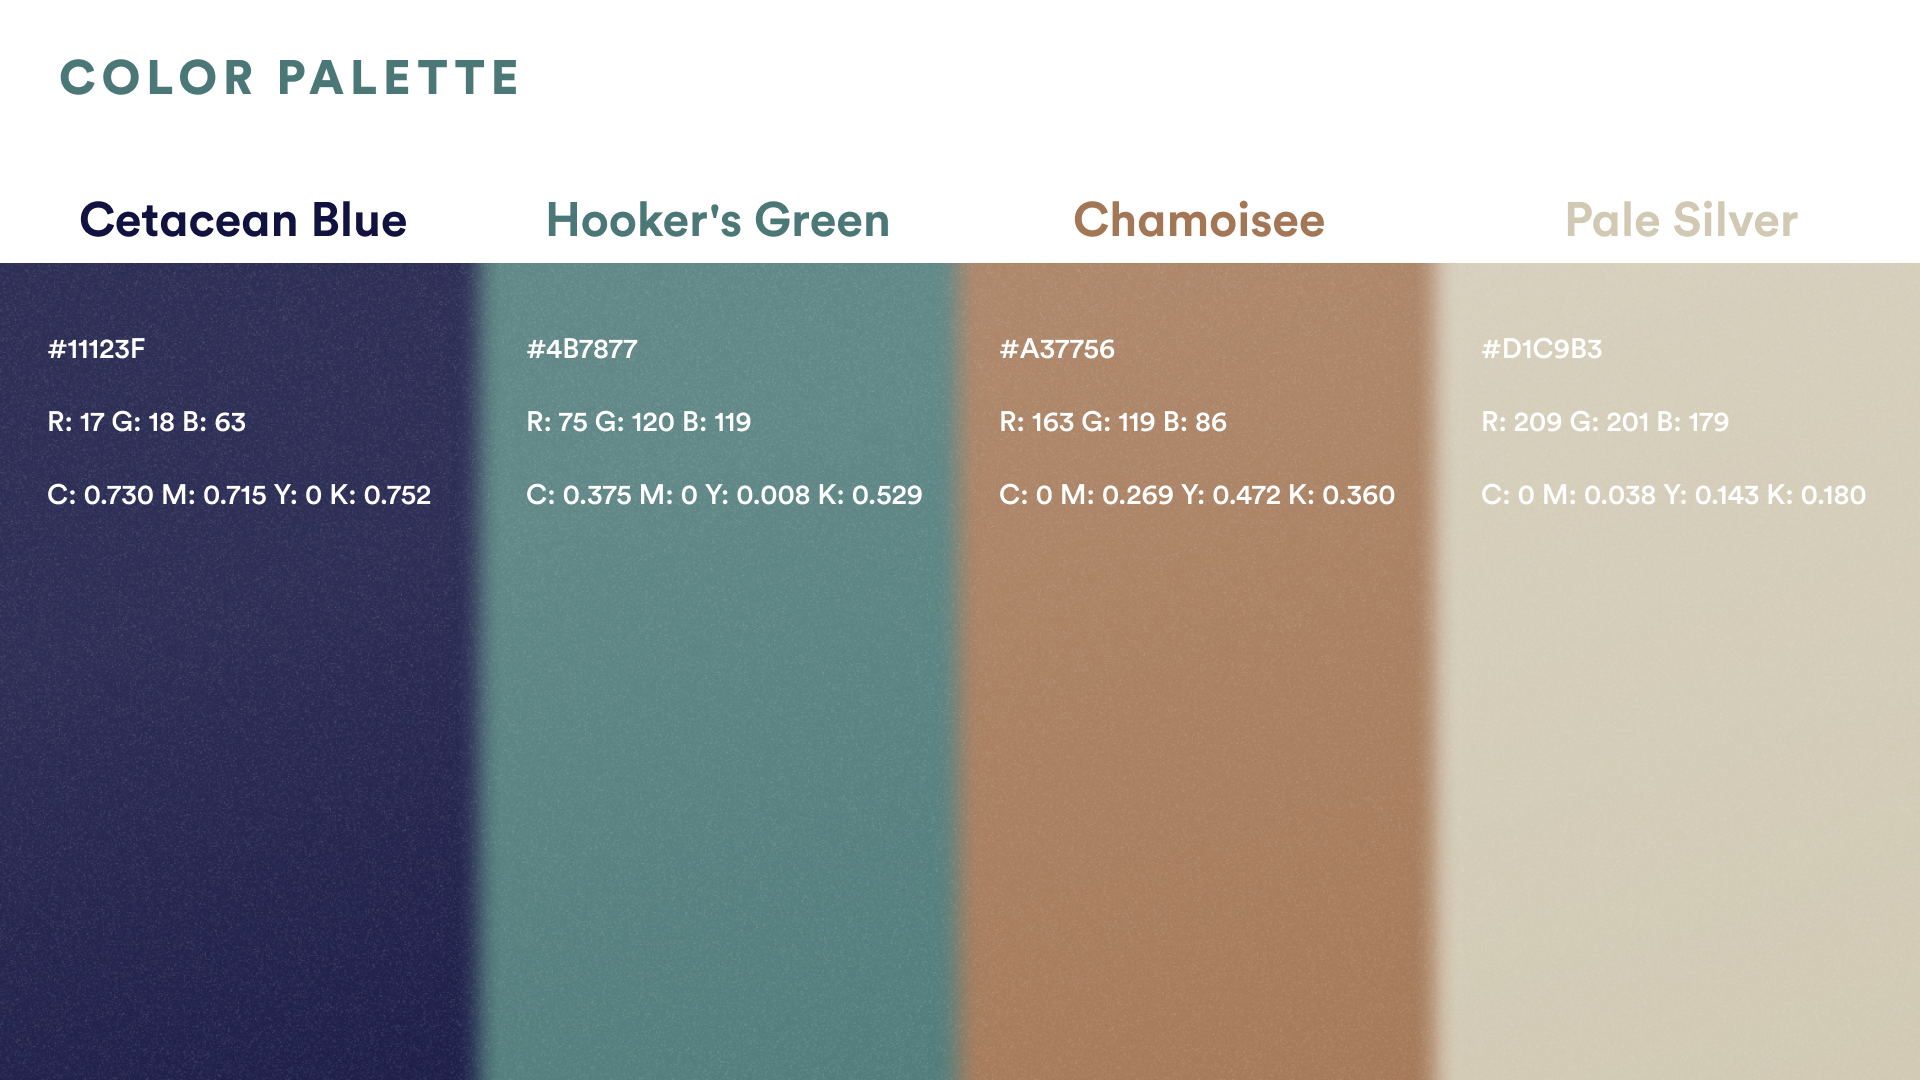 COLOR PALETTE
Cetacean Blue
#11123F
R: 17 G: 18 B: 63
C: 0.730 M: 0.715 Y: 0 K: 0.752
Hooker's Green
#4B7877
R: 75 G: 120 B: 119
C: 0.375 M: 0 Y: 0.008 K: 0.529
Chamoisee
#A37756
R: 163 G: 119 B: 86
C: 0 M: 0.269 Y: 0.472 K: 0.360
Pale Silver
#D1C9B3
R: 209 G: 201 B: 179
C: 0 M: 0.038 Y: 0.143 K: 0.180